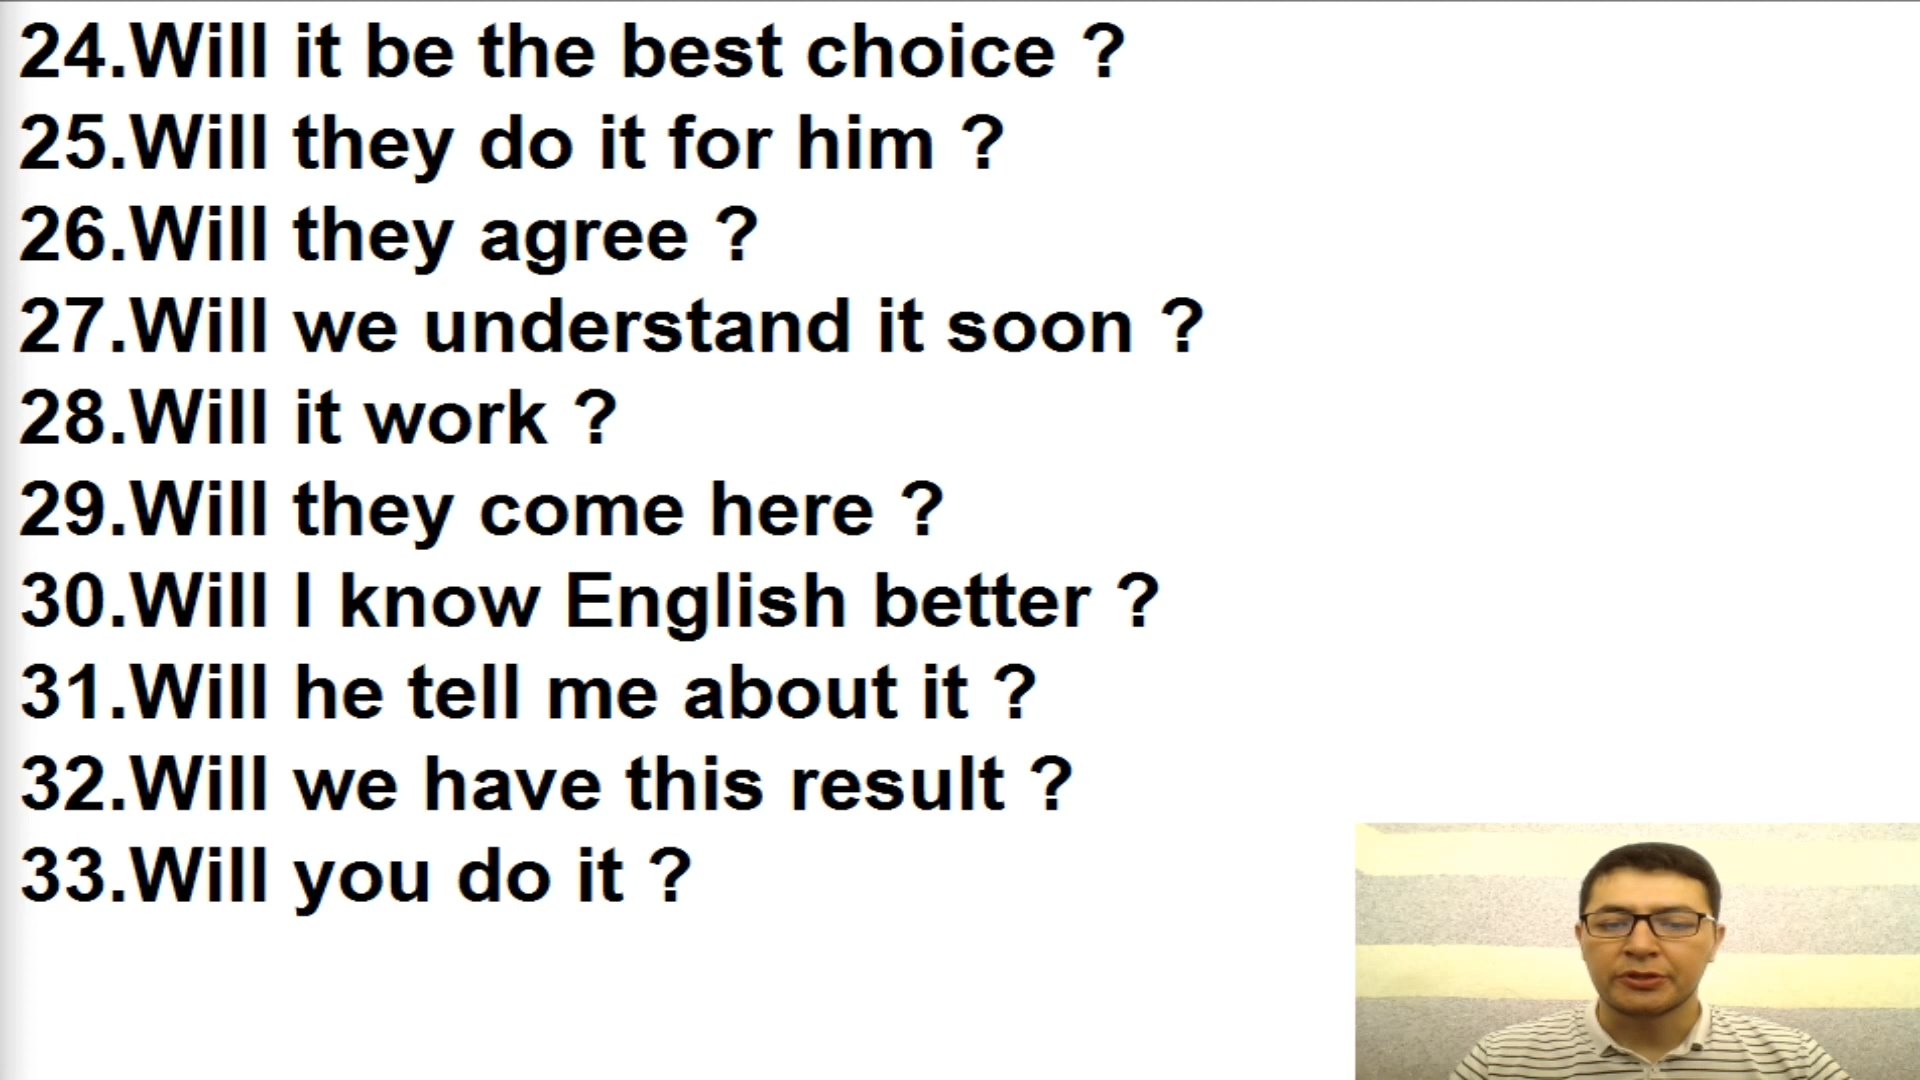 24.Will it be the best choice ?
25.Will they do it for him ?
26.Will they agree ?
27.Will we understand it soon ?
28.Will it work ?
29.Will they come here ?
30.Will I know English better ?
31.Will he tell me about it ?
32.Will we have this result ?
33.Will you do it ?